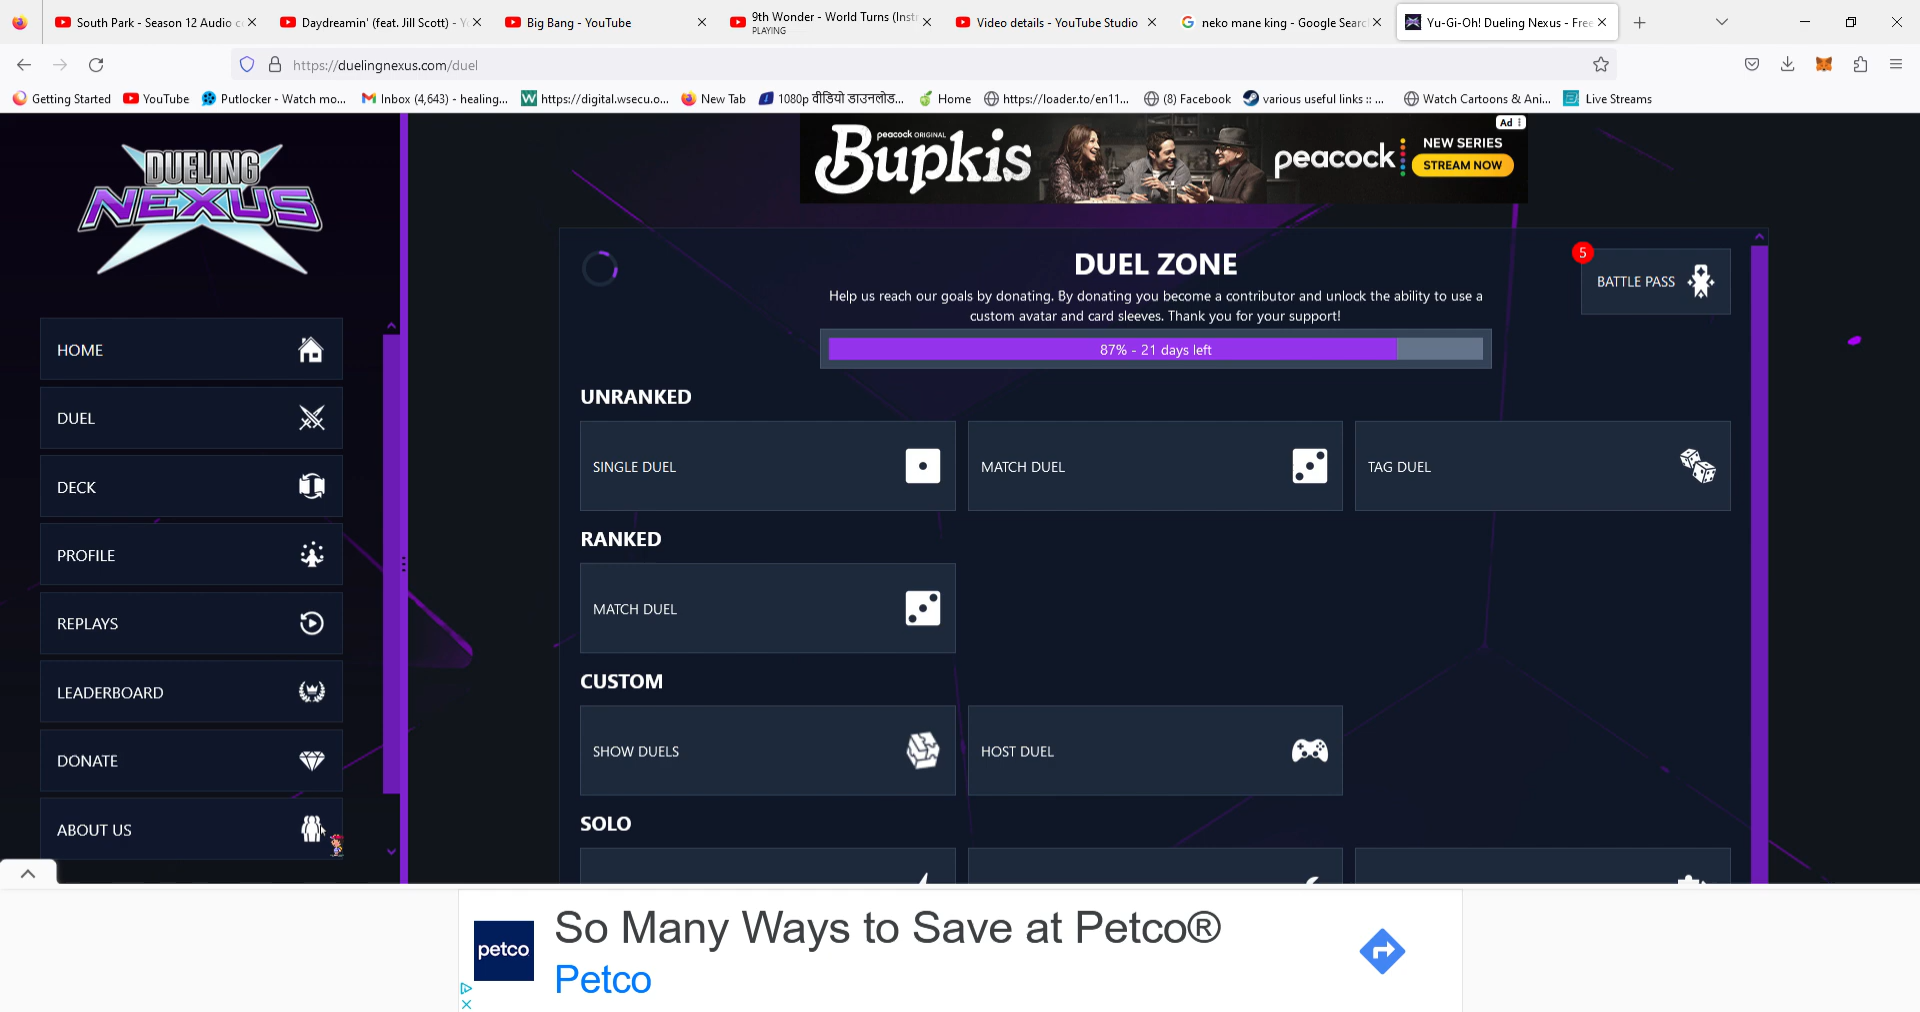 South Park - Season 12 Audio c
Daydreamin' (feat. Jill Scott) - Y
Big Bang - YouTube
9th Wonder - World Turns (Inst
PLAYING
Video details - YouTube Studio
neko mane king - Google Search
Yu-Gi-Oh! Dueling Nexus - Free
https://duelingnexus.com/duel
Getting Started
YouTube
Putlocker - Watch mo...
Inbox (4,643) - healing...
https://digital.wsecu.o...
New Tab
1080p वीडियो डाउनलोड...
Home
https://loader.to/en11...
(8) Facebook
various useful links :: ...
Watch Cartoons & Ani...
Live Streams
DUELING
NEXUS
peacock ORIGINAL
Bupkis
peacock
NEW SERIES
STREAM NOW
Ad
HOME
DUEL
DECK
PROFILE
REPLAYS
LEADERBOARD
DONATE
ABOUT US
DUEL ZONE
Help us reach our goals by donating. By donating you become a contributor and unlock the ability to use a
custom avatar and card sleeves. Thank you for your support!
87% - 21 days left
5
BATTLE PASS
UNRANKED
SINGLE DUEL
MATCH DUEL
TAG DUEL
RANKED
MATCH DUEL
CUSTOM
SHOW DUELS
HOST DUEL
SOLO
petco
So Many Ways to Save at Petco®
Petco